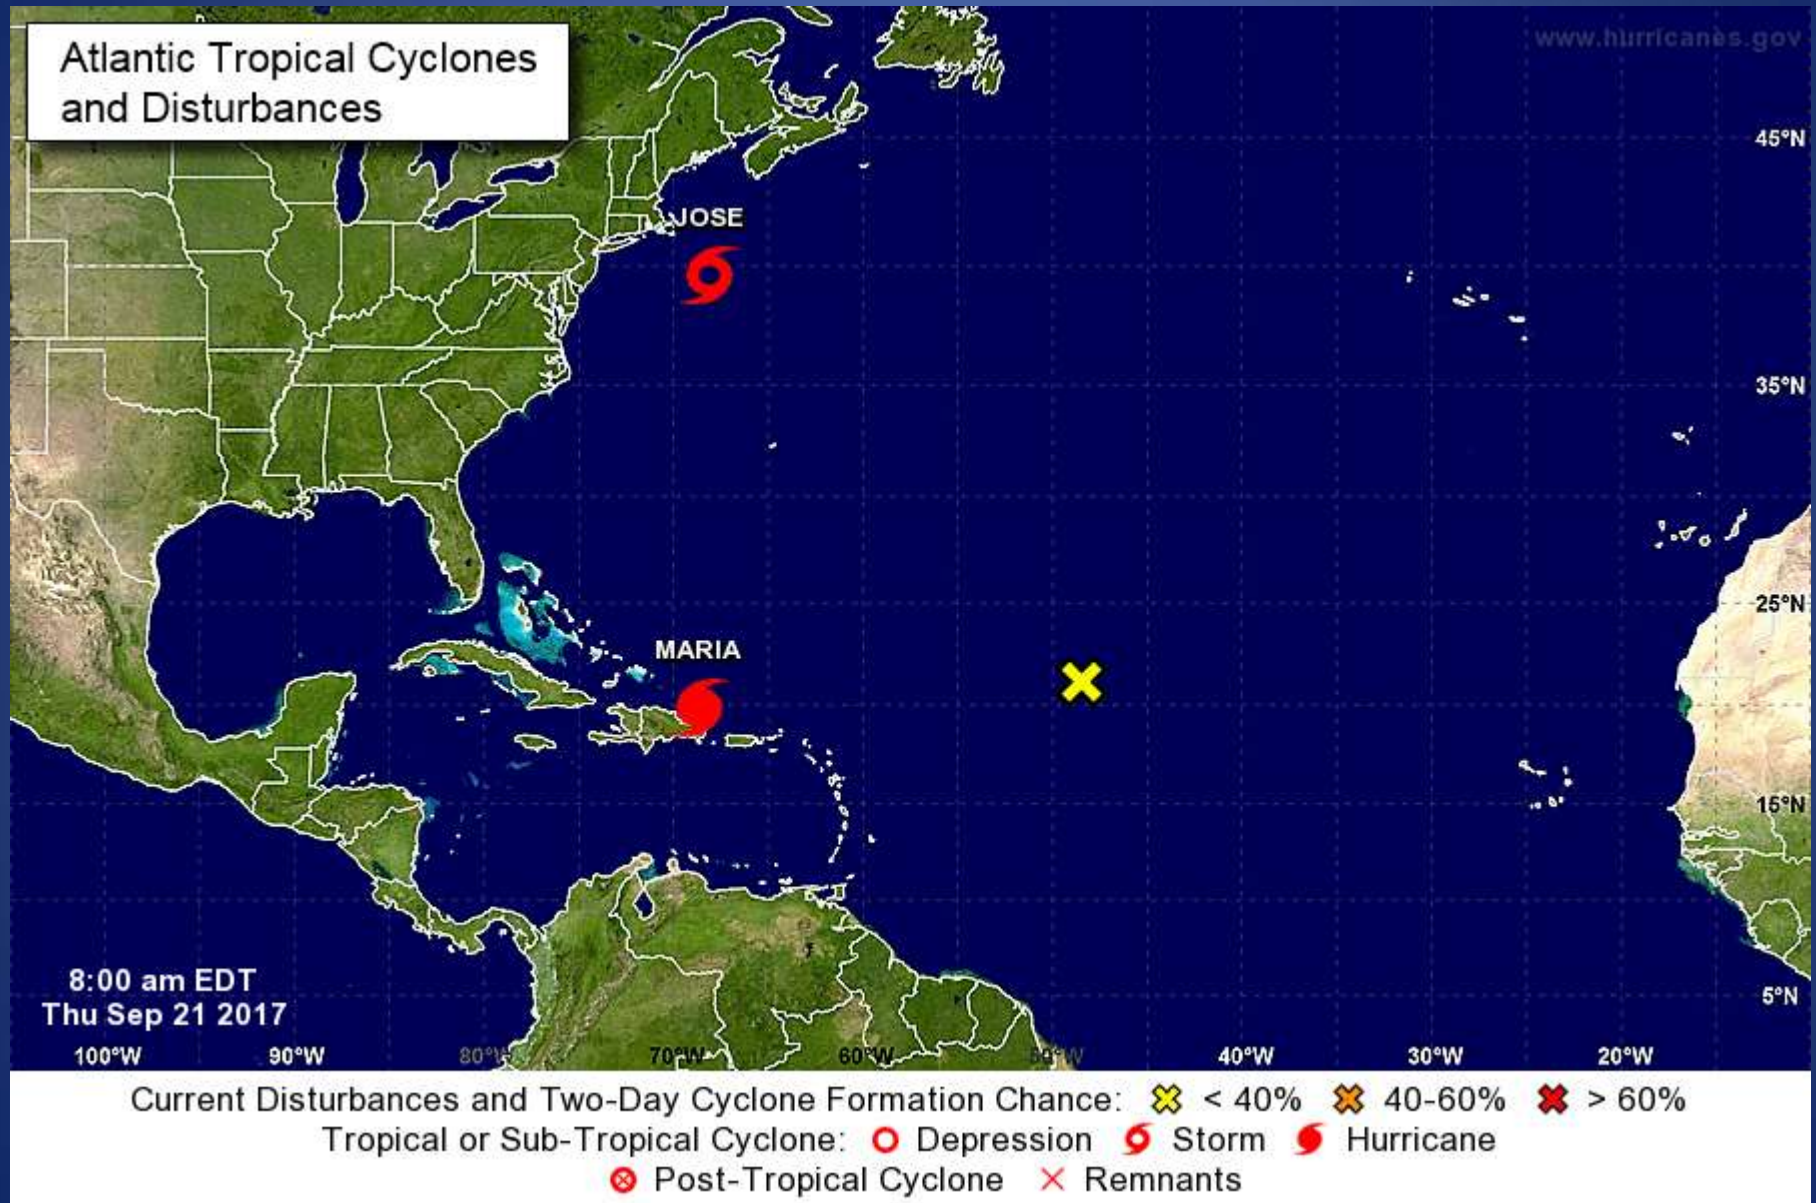 Atlantic Tropical Cyclones
and Disturbances
www.hurricanes.gov
45°N
JOSE
35°N
25°N
MARIA
15°N
8:00 am EDT
Thu Sep 21 2017
5°N
100°W 90°W 80°W 70°W 60°W 50°W 40°W 30°W 20°W
Current Disturbances and Two-Day Cyclone Formation Chance: < 40% 40-60% > 60%
Tropical or Sub-Tropical Cyclone: Depression Storm Hurricane
Post-Tropical Cyclone Remnants